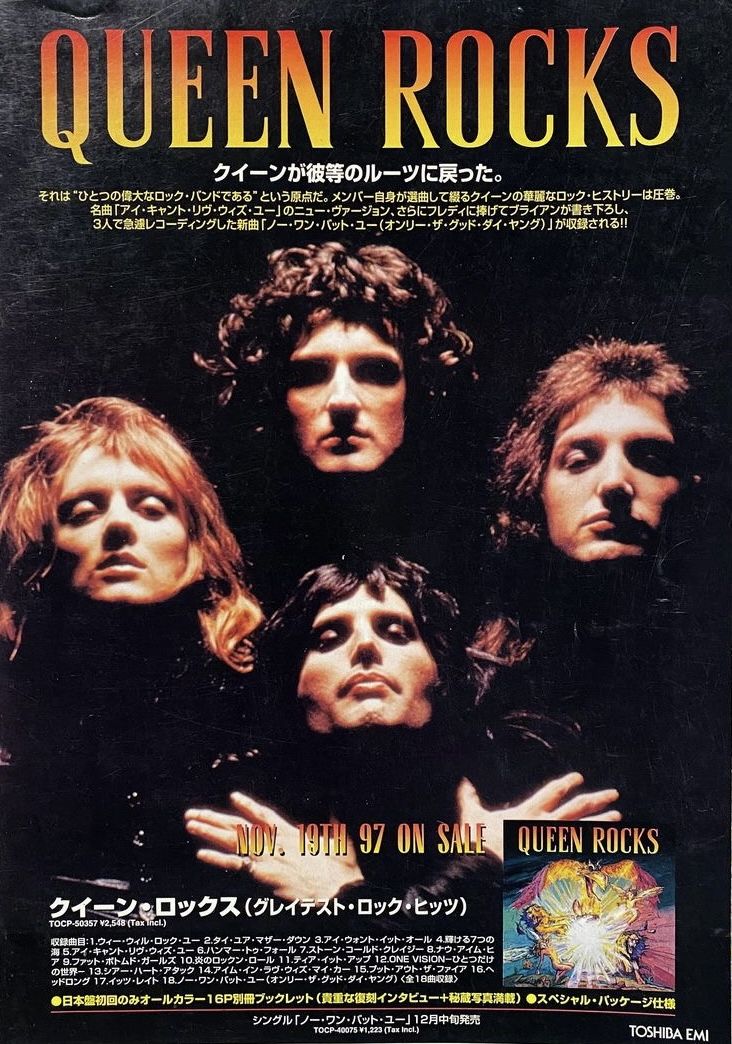 QUEEN ROCKS
クイーンが彼等のルーツに戻った。
それは"ひとつの偉大なロック・バンドである"という原点だ。メンバー自身が選曲して綴るクイーンの華麗なロック・ヒストリーは圧巻。
名曲「アイ・キャント・リヴ・ウィズ・ユー」のニュー・ヴァージョン、さらにフレディに捧げてブライアンが書き下ろし、
3人で急遽レコーディングした新曲「ノー・ワン・バット・ユー(オンリー・ザ・グッド・ダイ・ヤング)」が収録される!!
NOV. 19TH 97 ON SALE
QUEEN ROCKS
クイーン・ロックス(グレイテスト・ロック・ヒッツ)
TOCP-50357 ¥2,548 (Tax Incl.)
収録曲目:1.ウィー・ウィル・ロック・ユー 2.タイ・ユア・マザー・ダウン 3.アイ・ウォント・イット・オール 4.輝ける7つの
海 5.アイ・キャント・リヴ・ウィズ・ユー 6.ハンマー・トゥ・フォール 7.ストーン・コールド・クレイジー 8.ナウ・アイム・ヒ
ア 9.ファット・ボトムド・ガールズ 10.炎のロックン・ロール 11.ティア・イット・アップ 12.ONE VISION—ひとつだけ
の世界— 13.シアー・ハート・アタック 14.アイム・イン・ラヴ・ウィズ・マイ・カー 15.プット・アウト・ザ・ファイア 16.ヘ
ッドロング 17.イッツ・レイト 18.ノー・ワン・バット・ユー(オンリー・ザ・グッド・ダイ・ヤング)〈全18曲収録〉
●日本盤初回のみオールカラー16P別冊ブックレット(貴重な復刻インタビュー+秘蔵写真満載) ●スペシャル・パッケージ仕様
シングル「ノー・ワン・バット・ユー」12月中旬発売
TOCP-40075 ¥1,223 (Tax Incl.)
TOSHIBA EMI